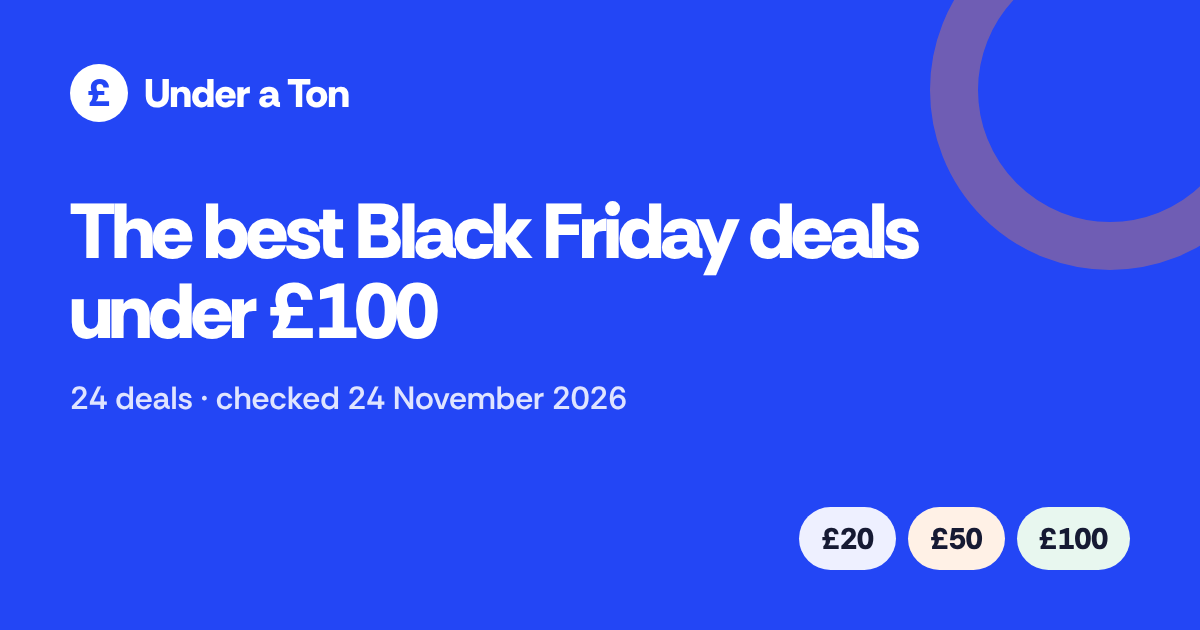 £ Under a Ton
The best Black Friday deals
under £100
24 deals · checked 24 November 2026
£20 £50 £100